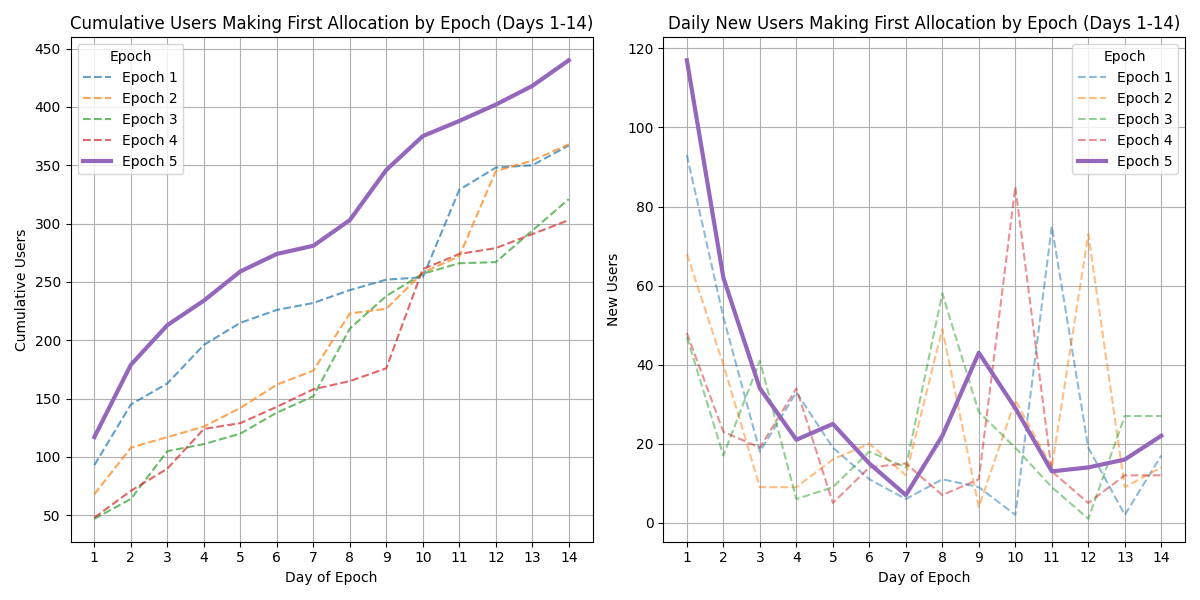 Cumulative Users Making First Allocation by Epoch (Days 1-14)
450
400
350
300
250
200
150
100
50
Cumulative Users
Epoch
Epoch 1
Epoch 2
Epoch 3
Epoch 4
Epoch 5
1 2 3 4 5 6 7 8 9 10 11 12 13 14
Day of Epoch
Daily New Users Making First Allocation by Epoch (Days 1-14)
120
100
80
60
40
20
0
New Users
Epoch
Epoch 1
Epoch 2
Epoch 3
Epoch 4
Epoch 5
1 2 3 4 5 6 7 8 9 10 11 12 13 14
Day of Epoch